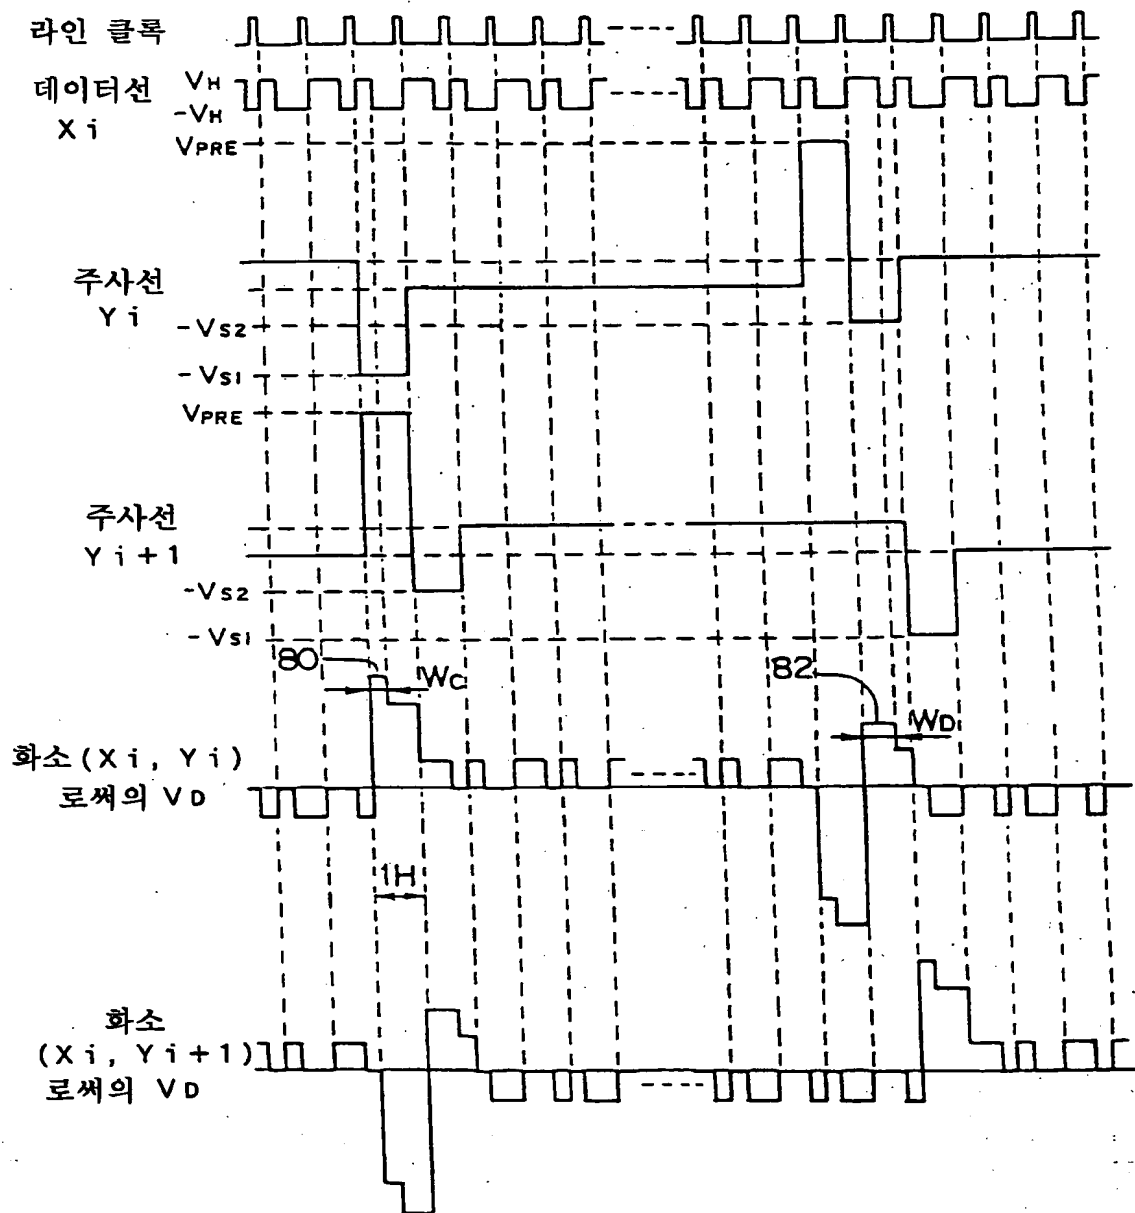 라인 클록
데이터선
Xi
VH
-VH
VPRE
주사선
Yi
-VS2
-VS1
VPRE
주사선
Yi+1
-VS2
-VS1
80
WC
82
WD
화소(Xi, Yi)
로써의 VD
1H
화소
(Xi, Yi+1)
로써의 VD